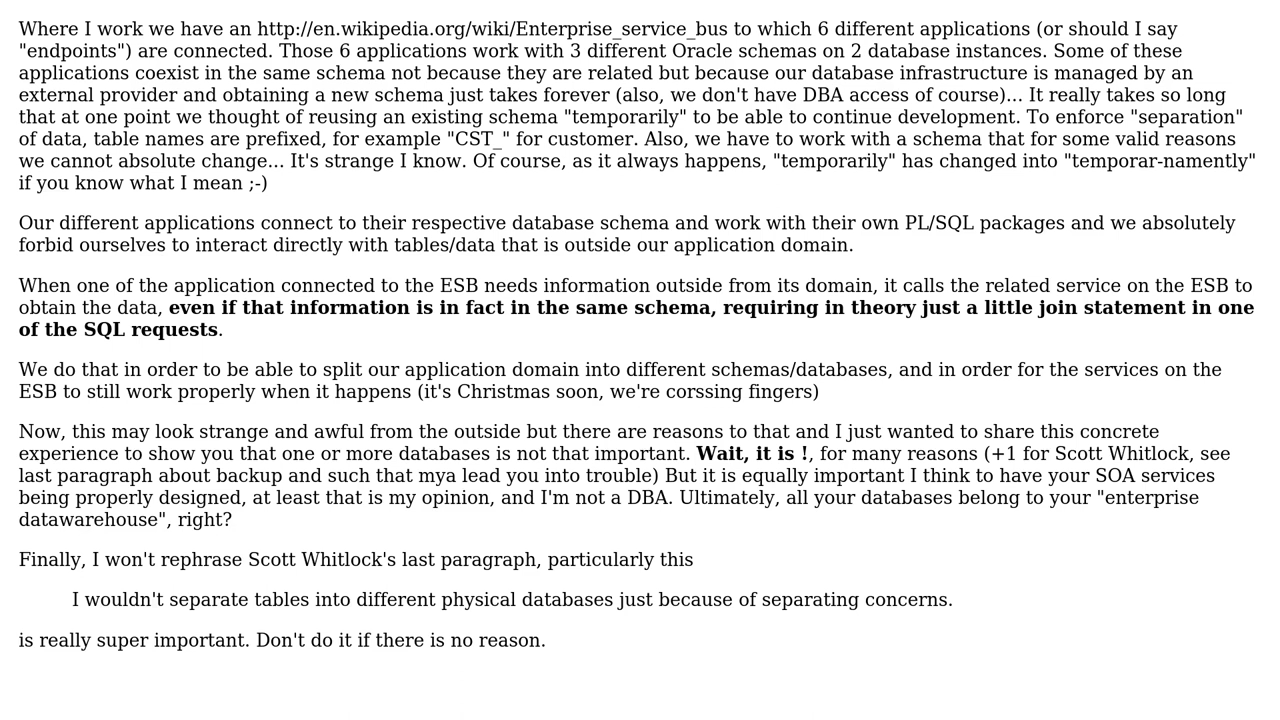 Where I work we have an http://en.wikipedia.org/wiki/Enterprise_service_bus to which 6 different applications (or should I say
"endpoints") are connected. Those 6 applications work with 3 different Oracle schemas on 2 database instances. Some of these
applications coexist in the same schema not because they are related but because our database infrastructure is managed by an
external provider and obtaining a new schema just takes forever (also, we don't have DBA access of course)... It really takes so long
that at one point we thought of reusing an existing schema "temporarily" to be able to continue development. To enforce "separation"
of data, table names are prefixed, for example "CST_" for customer. Also, we have to work with a schema that for some valid reasons
we cannot absolute change... It's strange I know. Of course, as it always happens, "temporarily" has changed into "temporar-namently"
if you know what I mean ;-)
Our different applications connect to their respective database schema and work with their own PL/SQL packages and we absolutely
forbid ourselves to interact directly with tables/data that is outside our application domain.
When one of the application connected to the ESB needs information outside from its domain, it calls the related service on the ESB to
obtain the data, even if that information is in fact in the same schema, requiring in theory just a little join statement in one
of the SQL requests.
We do that in order to be able to split our application domain into different schemas/databases, and in order for the services on the
ESB to still work properly when it happens (it's Christmas soon, we're corssing fingers)
Now, this may look strange and awful from the outside but there are reasons to that and I just wanted to share this concrete
experience to show you that one or more databases is not that important. Wait, it is !, for many reasons (+1 for Scott Whitlock, see
last paragraph about backup and such that mya lead you into trouble) But it is equally important I think to have your SOA services
being properly designed, at least that is my opinion, and I'm not a DBA. Ultimately, all your databases belong to your "enterprise
datawarehouse", right?
Finally, I won't rephrase Scott Whitlock's last paragraph, particularly this
I wouldn't separate tables into different physical databases just because of separating concerns.
is really super important. Don't do it if there is no reason.